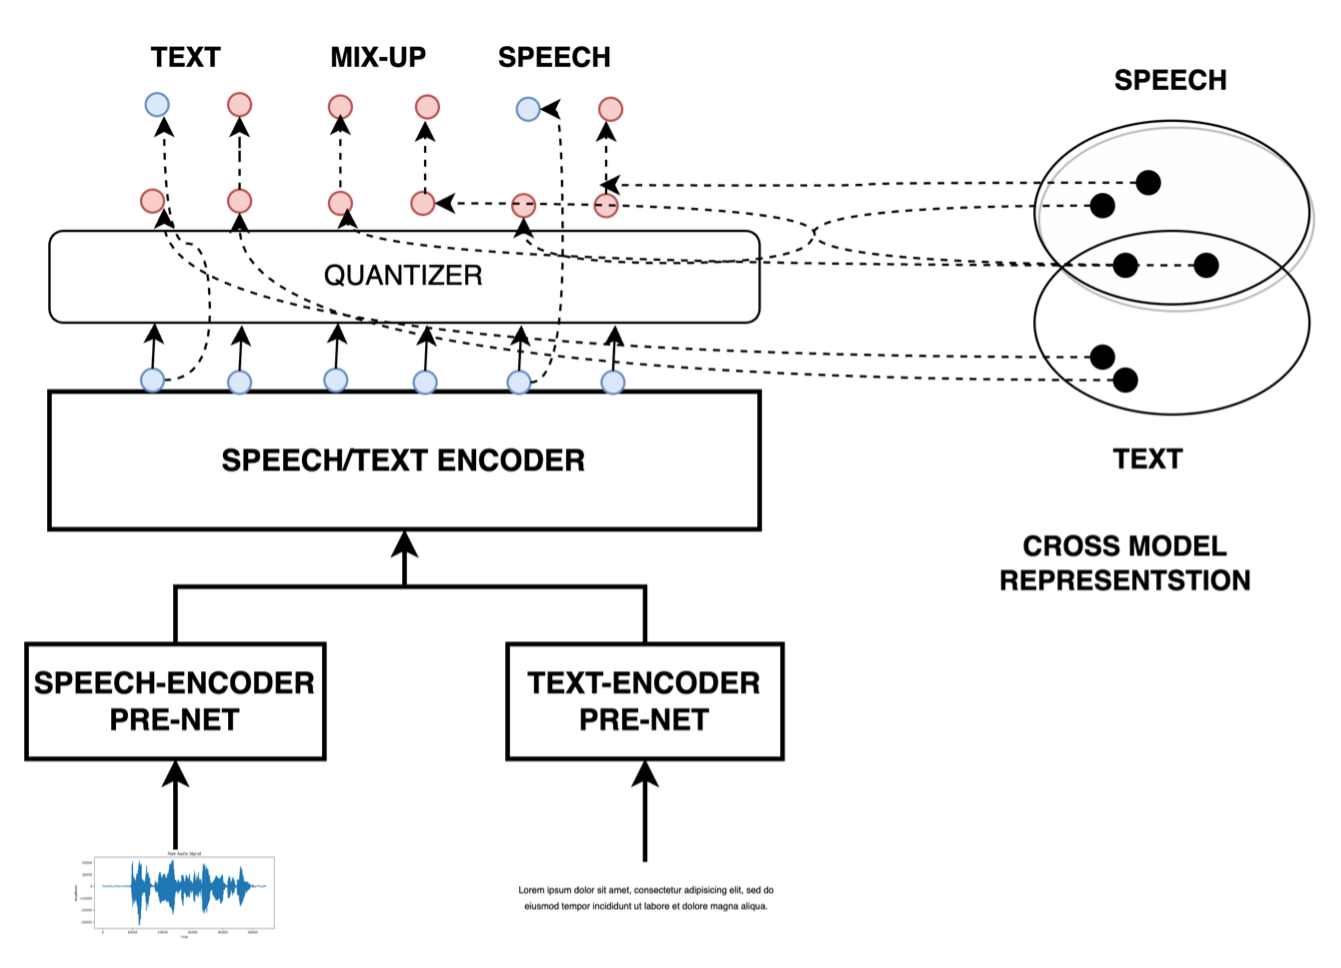 TEXT
MIX-UP
SPEECH
SPEECH
QUANTIZER
SPEECH/TEXT ENCODER
TEXT
CROSS MODEL
REPRESENTSTION
SPEECH-ENCODER
PRE-NET
TEXT-ENCODER
PRE-NET
Raw Audio Signal
Lorem ipsum dolor sit amet, consectetur adipisicing elit, sed do
eiusmod tempor incididunt ut labore et dolore magna aliqua.